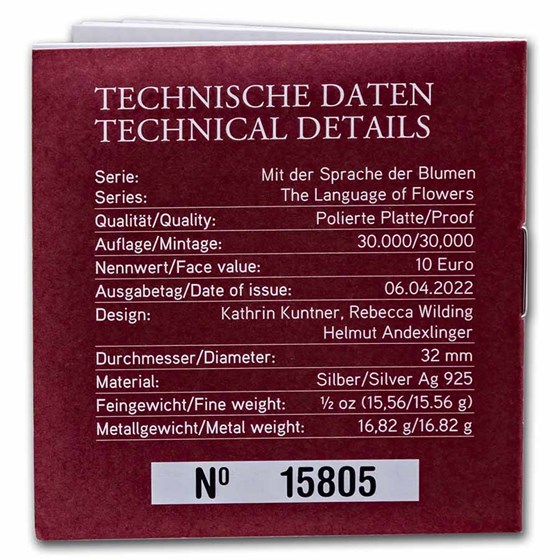 TECHNISCHE DATEN
TECHNICAL DETAILS
Serie: Mit der Sprache der Blumen
Series: The Language of Flowers
Qualität/Quality: Polierte Platte/Proof
Auflage/Mintage: 30.000/30,000
Nennwert/Face value: 10 Euro
Ausgabetag/Date of issue: 06.04.2022
Design: Kathrin Kuntner, Rebecca Wilding
Helmut Andexlinger
Durchmesser/Diameter: 32 mm
Material: Silber/Silver Ag 925
Feingewicht/Fine weight: ½ oz (15,56/15.56 g)
Metallgewicht/Metal weight: 16,82 g/16.82 g
Nº 15805